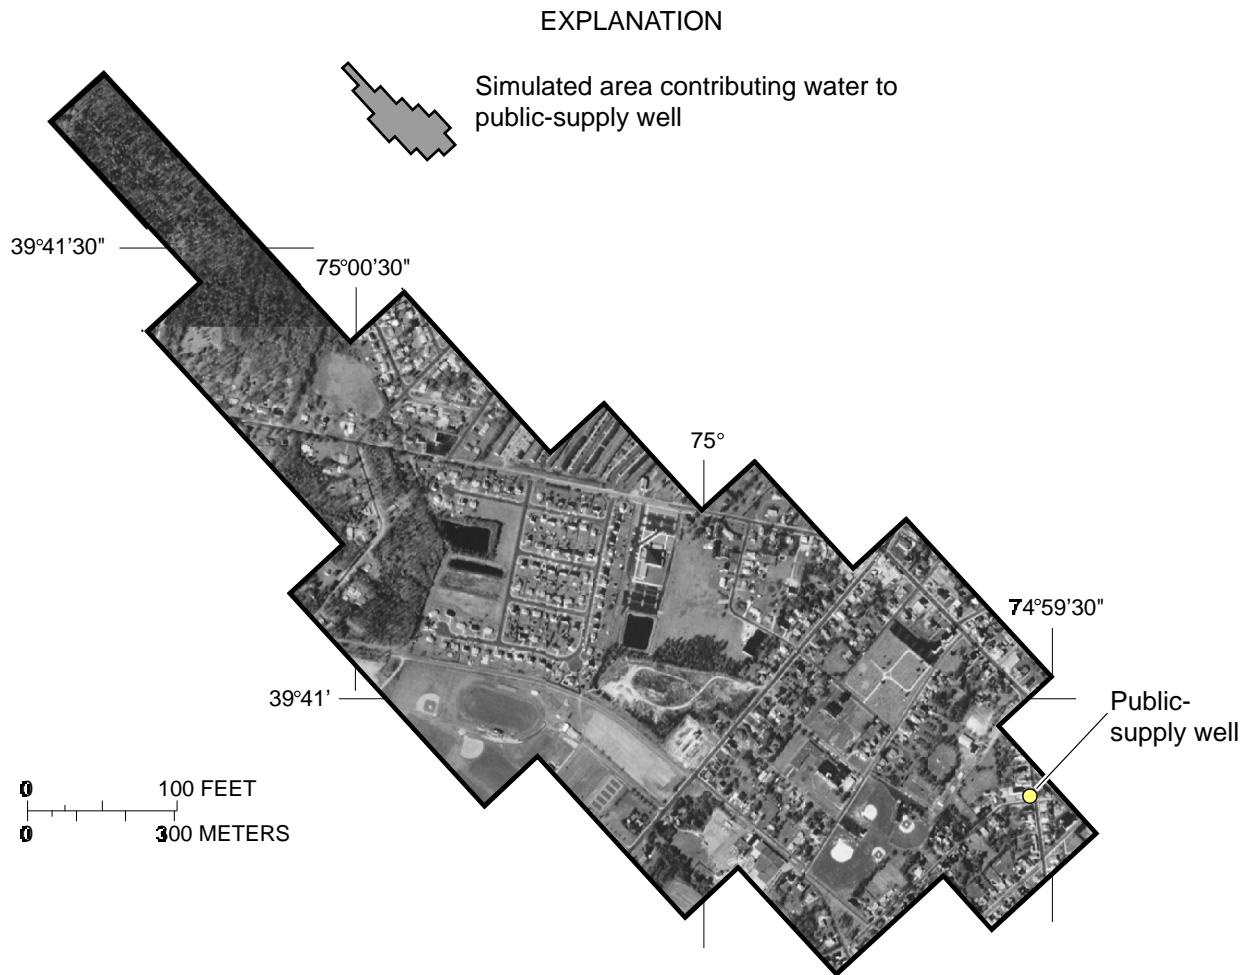 EXPLANATION
Simulated area contributing water to
public-supply well
39°41'30"
75°00'30"
75°
74°59'30"
39°41'
Public-
supply well
0 100 FEET
0 300 METERS